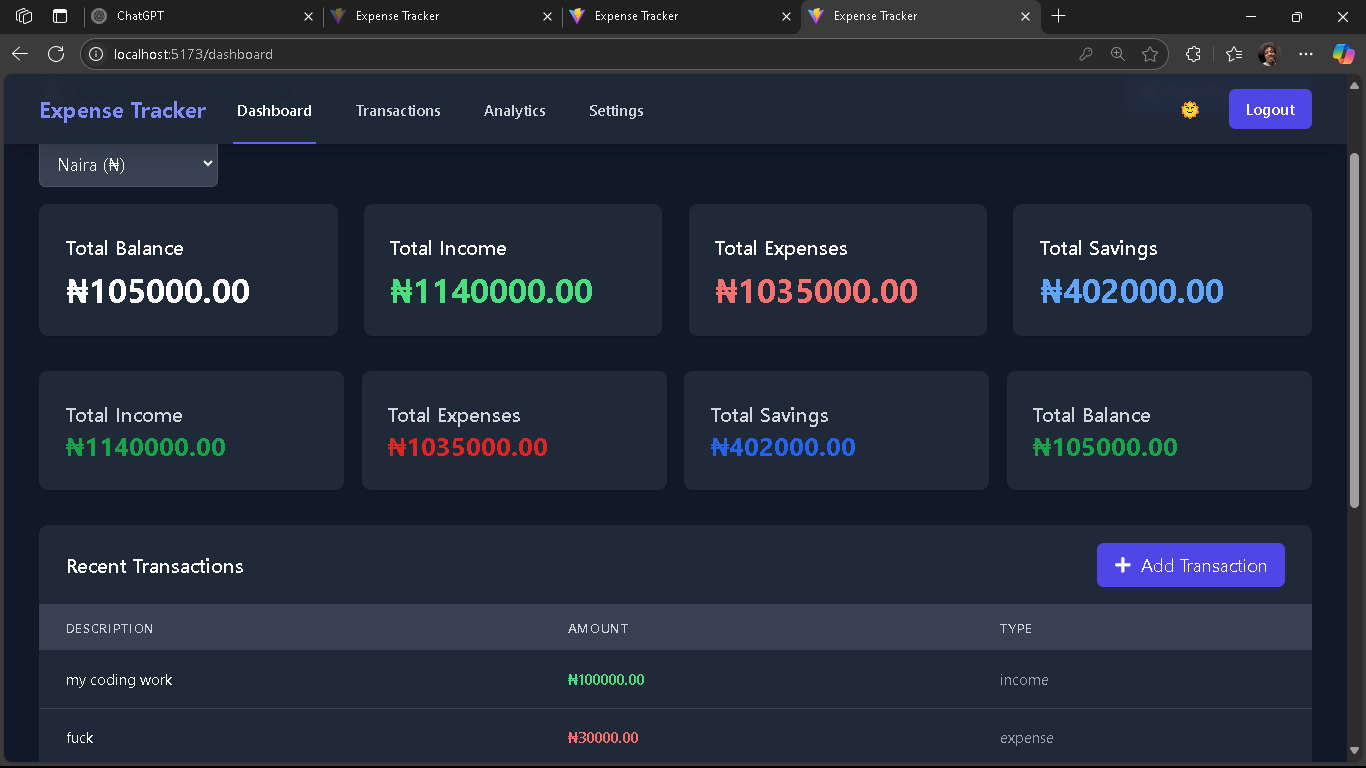 ChatGPT Expense Tracker Expense Tracker Expense Tracker
localhost:5173/dashboard
Expense Tracker Dashboard Transactions Analytics Settings Logout
Naira (₦)
Total Balance Total Income Total Expenses Total Savings
₦105000.00 ₦1140000.00 ₦1035000.00 ₦402000.00
Total Income Total Expenses Total Savings Total Balance
₦1140000.00 ₦1035000.00 ₦402000.00 ₦105000.00
Recent Transactions Add Transaction
DESCRIPTION AMOUNT TYPE
my coding work ₦100000.00 income
fuck ₦30000.00 expense